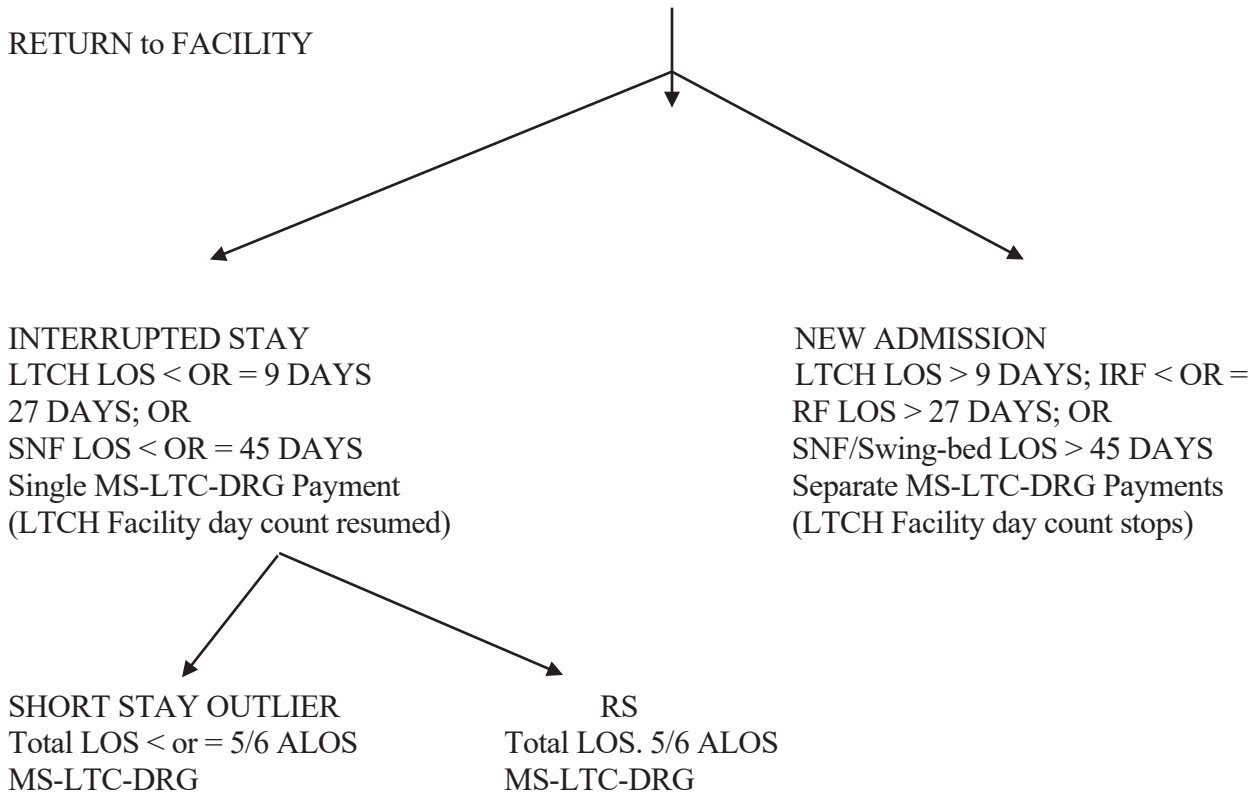 RETURN to FACILITY
INTERRUPTED STAY
LTCH LOS < OR = 9 DAYS
27 DAYS; OR
SNF LOS < OR = 45 DAYS
Single MS-LTC-DRG Payment
(LTCH Facility day count resumed)
NEW ADMISSION
LTCH LOS > 9 DAYS; IRF < OR =
RF LOS > 27 DAYS; OR
SNF/Swing-bed LOS > 45 DAYS
Separate MS-LTC-DRG Payments
(LTCH Facility day count stops)
SHORT STAY OUTLIER
Total LOS < or = 5/6 ALOS
MS-LTC-DRG
RS
Total LOS. 5/6 ALOS
MS-LTC-DRG